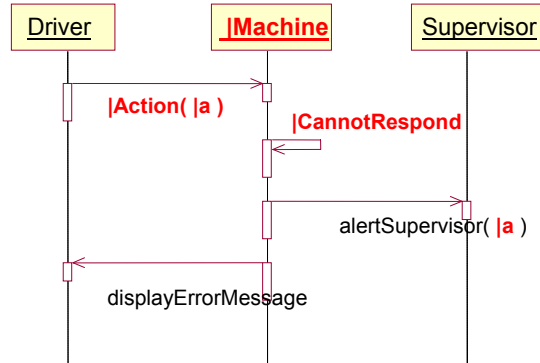 Driver
|Machine
Supervisor
|Action( |a )
|CannotRespond
alertSupervisor( |a )
displayErrorMessage